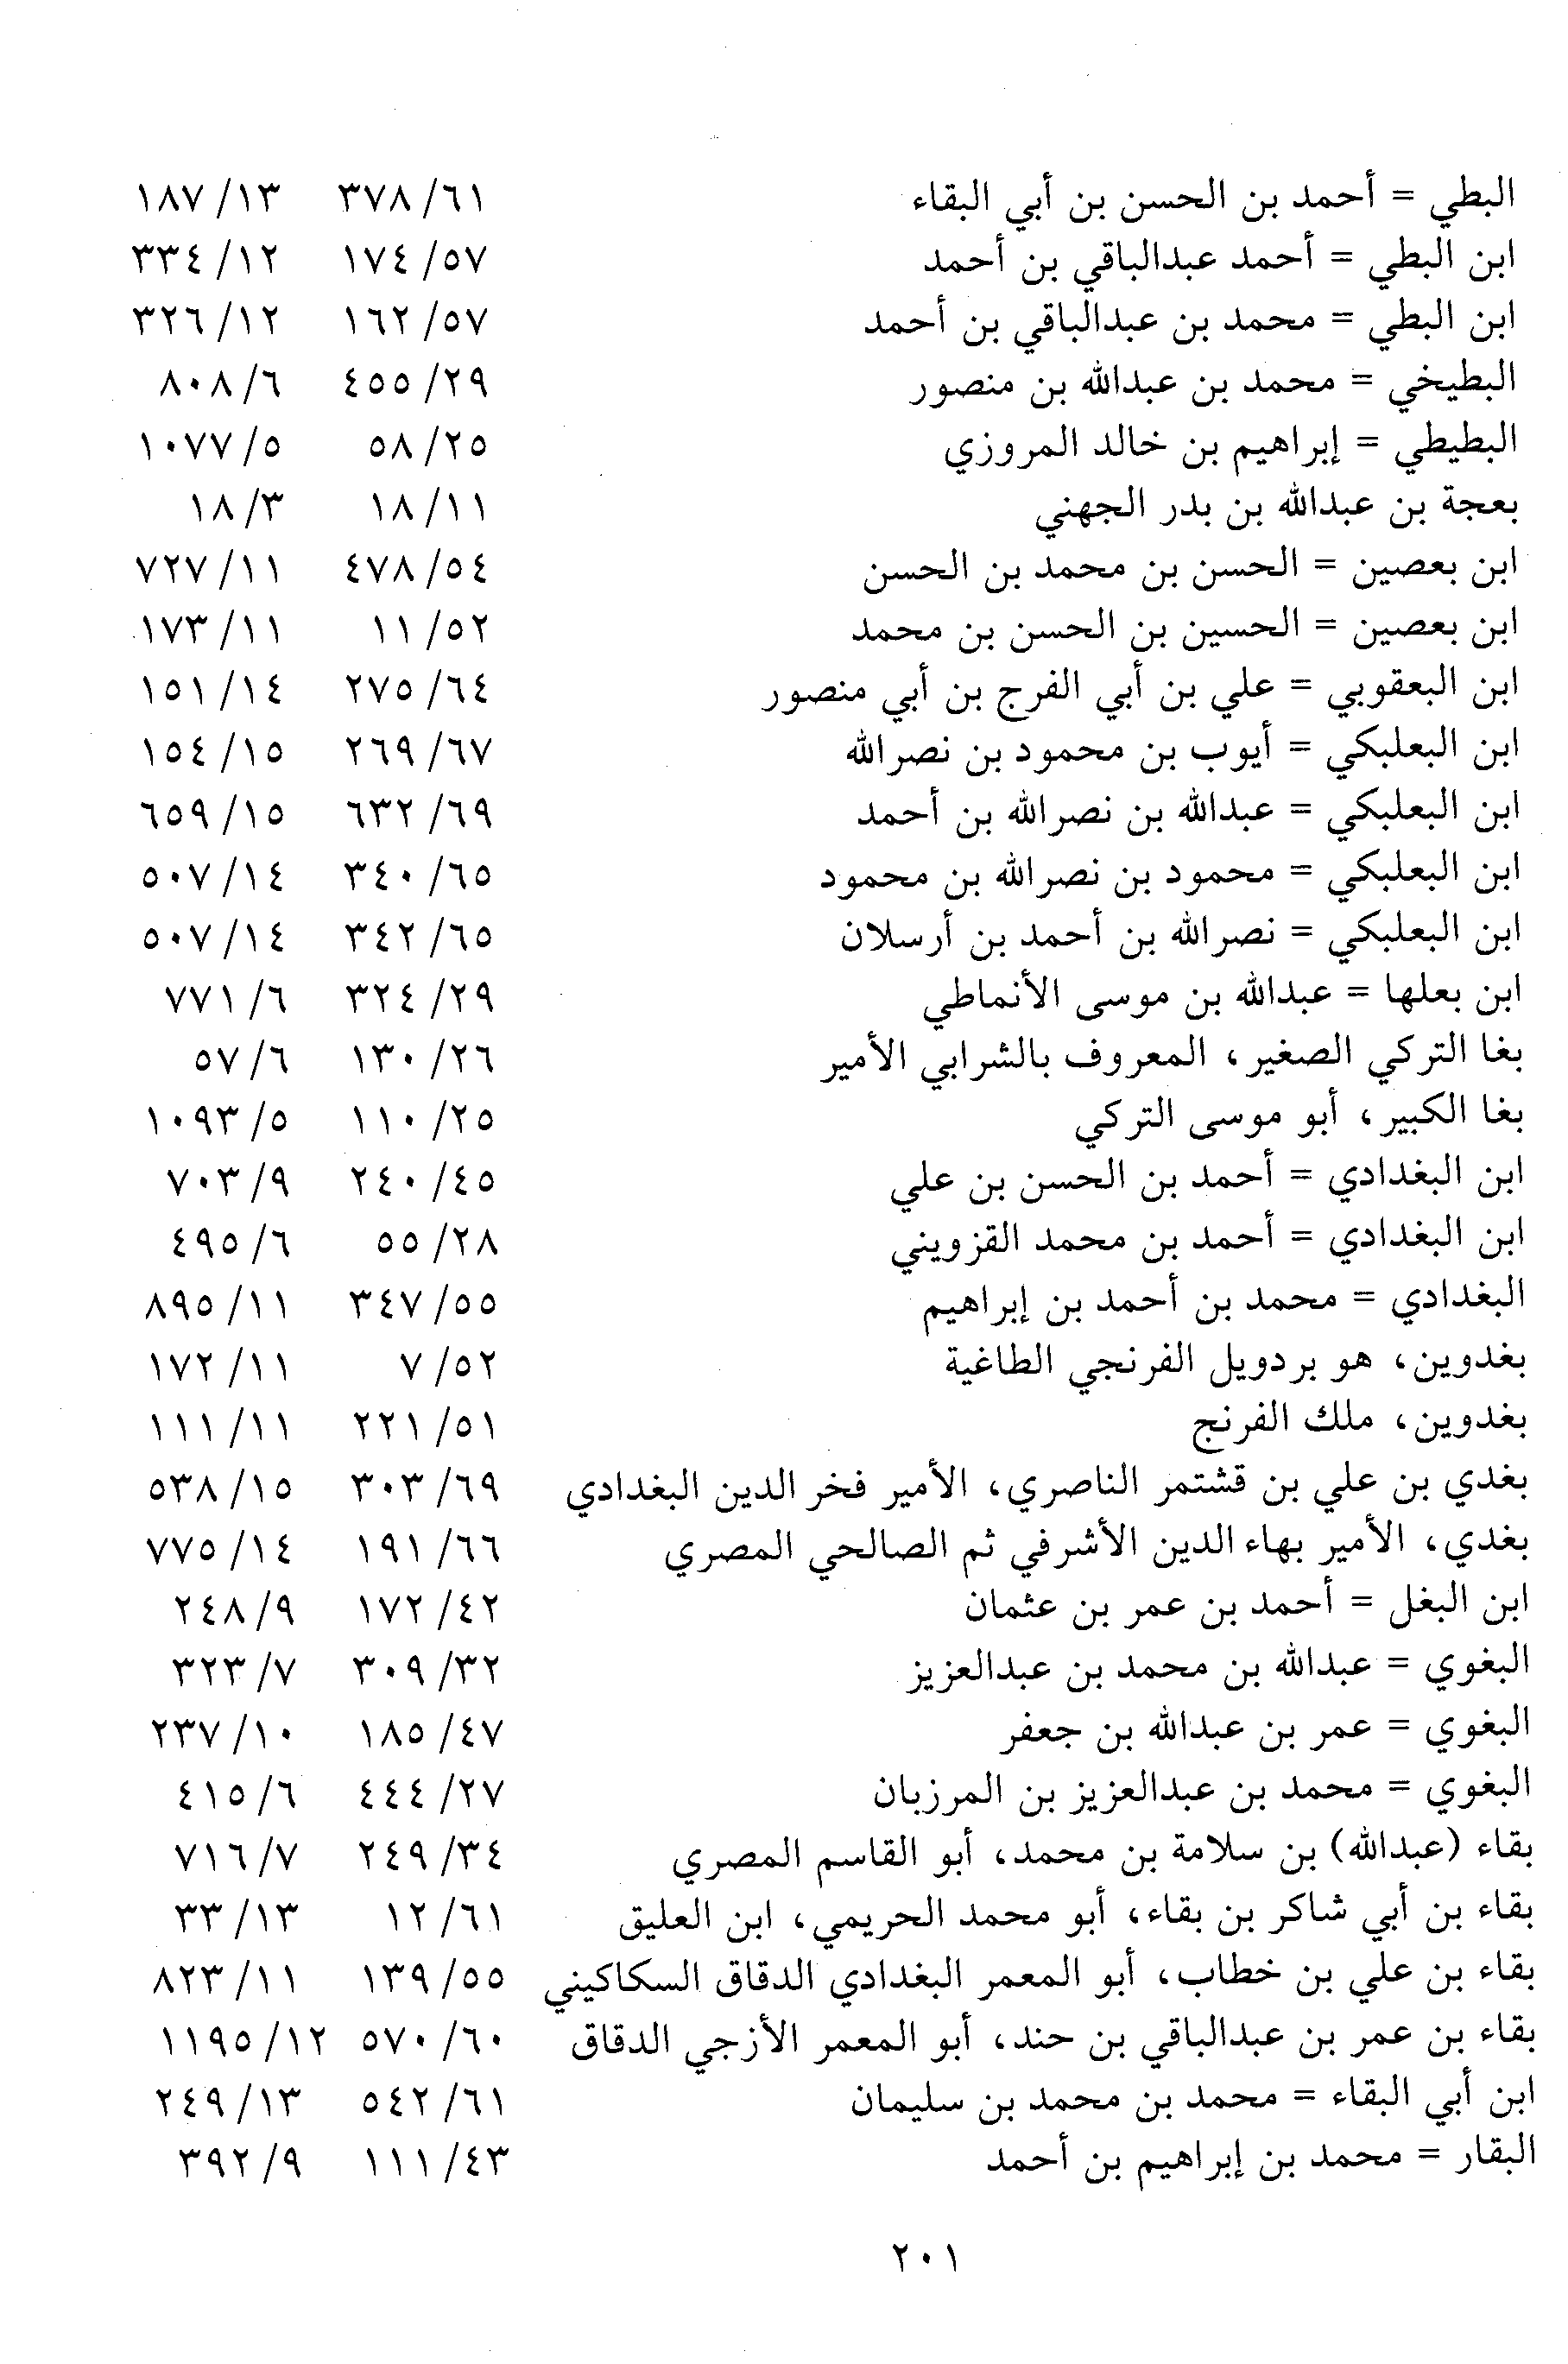 البطي = أحمد بن الحسن بن أبي البقاء ٦١/ ٣٧٨ ١٣/ ١٨٧
ابن البطي = أحمد عبدالباقي بن أحمد ٥٧/ ١٧٤ ١٢/ ٣٣٤
ابن البطي = محمد بن عبدالباقي بن أحمد ٥٧/ ١٦٢ ١٢/ ٣٢٦
البطيخي = محمد بن عبدالله بن منصور ٢٩/ ٤٥٥ ٦/ ٨٠٨
البطيطي = إبراهيم بن خالد المروزي ٢٥/ ٥٨ ٥/ ١٠٧٧
بعجة بن عبدالله بن بدر الجهني ١١/ ١٨ ٣/ ١٨
ابن بعصين = الحسن بن محمد بن الحسن ٥٤/ ٤٧٨ ١١/ ٧٢٧
ابن بعصين = الحسين بن الحسن بن محمد ٥٢/ ١١ ١١/ ١٧٣
ابن البعقوبي = علي بن أبي الفرج بن أبي منصور ٦٤/ ٢٧٥ ١٤/ ١٥١
ابن البعلبكي = أيوب بن محمود بن نصرالله ٦٧/ ٢٦٩ ١٥/ ١٥٤
ابن البعلبكي = عبدالله بن نصرالله بن أحمد ٦٩/ ٦٣٢ ١٥/ ٦٥٩
ابن البعلبكي = محمود بن نصرالله بن محمود ٦٥/ ٣٤٠ ١٤/ ٥٠٧
ابن البعلبكي = نصرالله بن أحمد بن أرسلان ٦٥/ ٣٤٢ ١٤/ ٥٠٧
ابن بعلها = عبدالله بن موسى الأنماطي ٢٩/ ٣٢٤ ٦/ ٧٧١
بغا التركي الصغير، المعروف بالشرابي الأمير ٢٦/ ١٣٠ ٦/ ٥٧
بغا الكبير، أبو موسى التركي ٢٥/ ١١٠ ٥/ ١٠٩٣
ابن البغدادي = أحمد بن الحسن بن علي ٤٥/ ٢٤٠ ٩/ ٧٠٣
ابن البغدادي = أحمد بن محمد القزويني ٢٨/ ٥٥ ٦/ ٤٩٥
البغدادي = محمد بن أحمد بن إبراهيم ٥٥/ ٣٤٧ ١١/ ٨٩٥
بغدوين، هو بردويل الفرنجي الطاغية ٥٢/ ٧ ١١/ ١٧٢
بغدوين، ملك الفرنج ٥١/ ٢٢١ ١١/ ١١١
بغدي بن علي بن قشتمر الناصري، الأمير فخر الدين البغدادي ٦٩/ ٣٠٣ ١٥/ ٥٣٨
بغدي، الأمير بهاء الدين الأشرفي ثم الصالحي المصري ٦٦/ ١٩١ ١٤/ ٧٧٥
ابن البغل = أحمد بن عمر بن عثمان ٤٢/ ١٧٢ ٩/ ٢٤٨
البغوي = عبدالله بن محمد بن عبدالعزيز ٣٢/ ٣٠٩ ٧/ ٣٢٣
البغوي = عمر بن عبدالله بن جعفر ٤٧/ ١٨٥ ١٠/ ٢٣٧
البغوي = محمد بن عبدالعزيز بن المرزبان ٢٧/ ٤٤٤ ٦/ ٤١٥
بقاء (عبدالله) بن سلامة بن محمد، أبو القاسم المصري ٣٤/ ٢٤٩ ٧/ ٧١٦
بقاء بن أبي شاكر بن بقاء، أبو محمد الحريمي، ابن العليق ٦١/ ١٢ ١٣/ ٣٣
بقاء بن علي بن خطاب، أبو المعمر البغدادي الدقاق السكاكيني ٥٥/ ١٣٩ ١١/ ٨٢٣
بقاء بن عمر بن عبدالباقي بن حند، أبو المعمر الأزجي الدقاق ٦٠/ ٥٧٠ ١٢/ ١١٩٥
ابن أبي البقاء = محمد بن محمد بن سليمان ٦١/ ٥٤٢ ١٣/ ٢٤٩
البقار = محمد بن إبراهيم بن أحمد ٤٣/ ١١١ ٩/ ٣٩٢
٢٠١